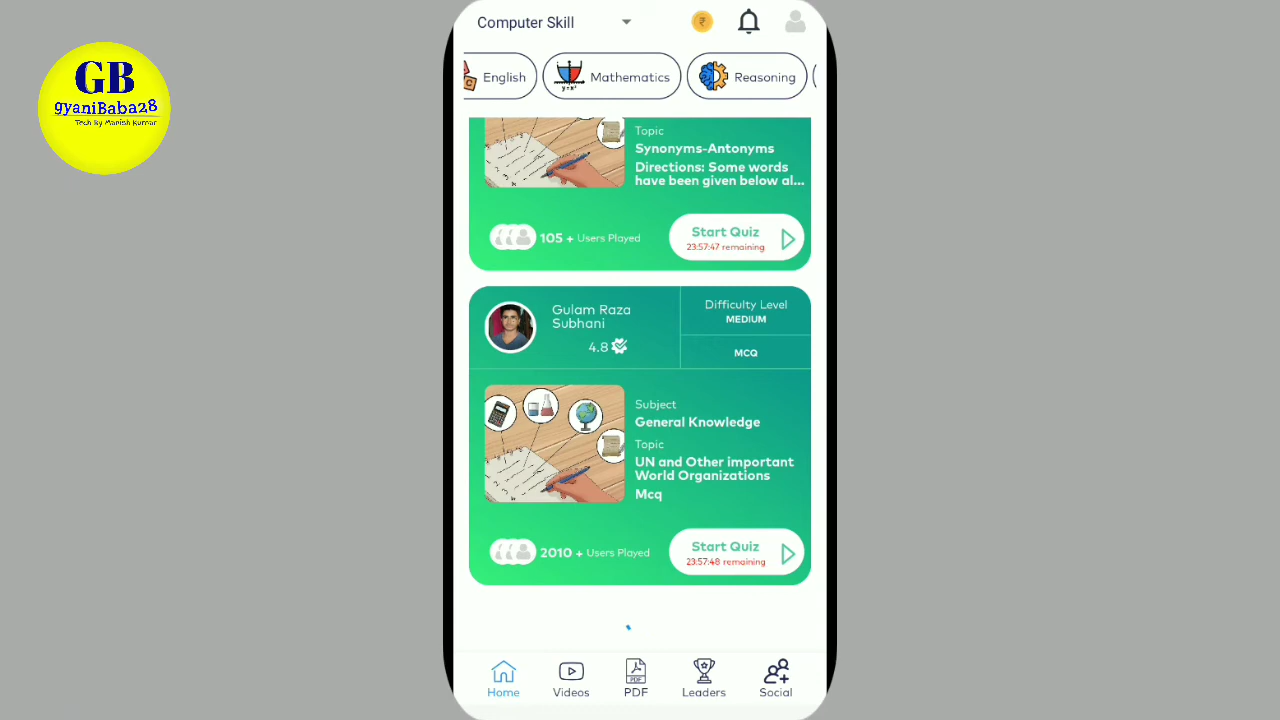 GB
gyaniBaba28
Tech By Manish Kumar
Computer Skill
English
Mathematics
y=x²
Reasoning
Topic
Synonyms-Antonyms
Directions: Some words
have been given below al...
105 + Users Played
Start Quiz
23:57:47 remaining
Gulam Raza
Subhani
4.8
Difficulty Level
MEDIUM
MCQ
Subject
General Knowledge
Topic
UN and Other important
World Organizations
Mcq
2010 + Users Played
Start Quiz
23:57:48 remaining
PDF
Home
Videos
PDF
Leaders
Social